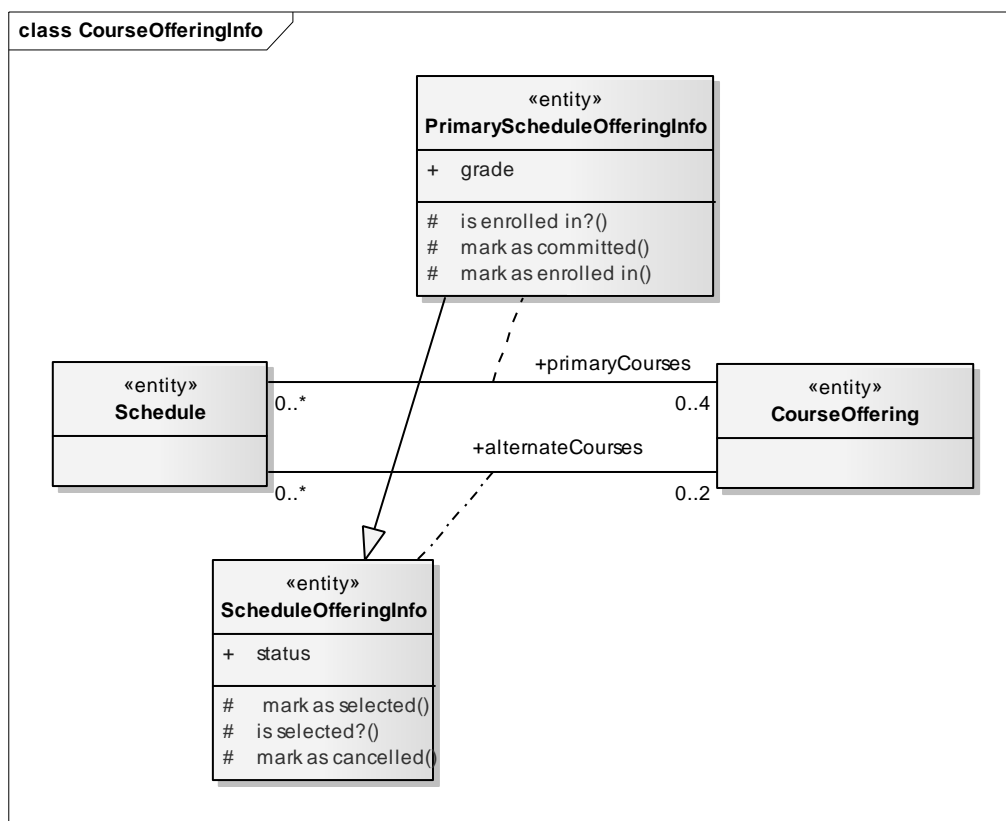 class CourseOfferingInfo
«entity»
PrimaryScheduleOfferingInfo
+ grade
# is enrolled in?()
# mark as committed()
# mark as enrolled in()
«entity»
Schedule
+primaryCourses
0..*
0..4
«entity»
CourseOffering
+alternateCourses
0..*
0..2
«entity»
ScheduleOfferingInfo
+ status
# mark as selected()
# is selected?()
# mark as cancelled()